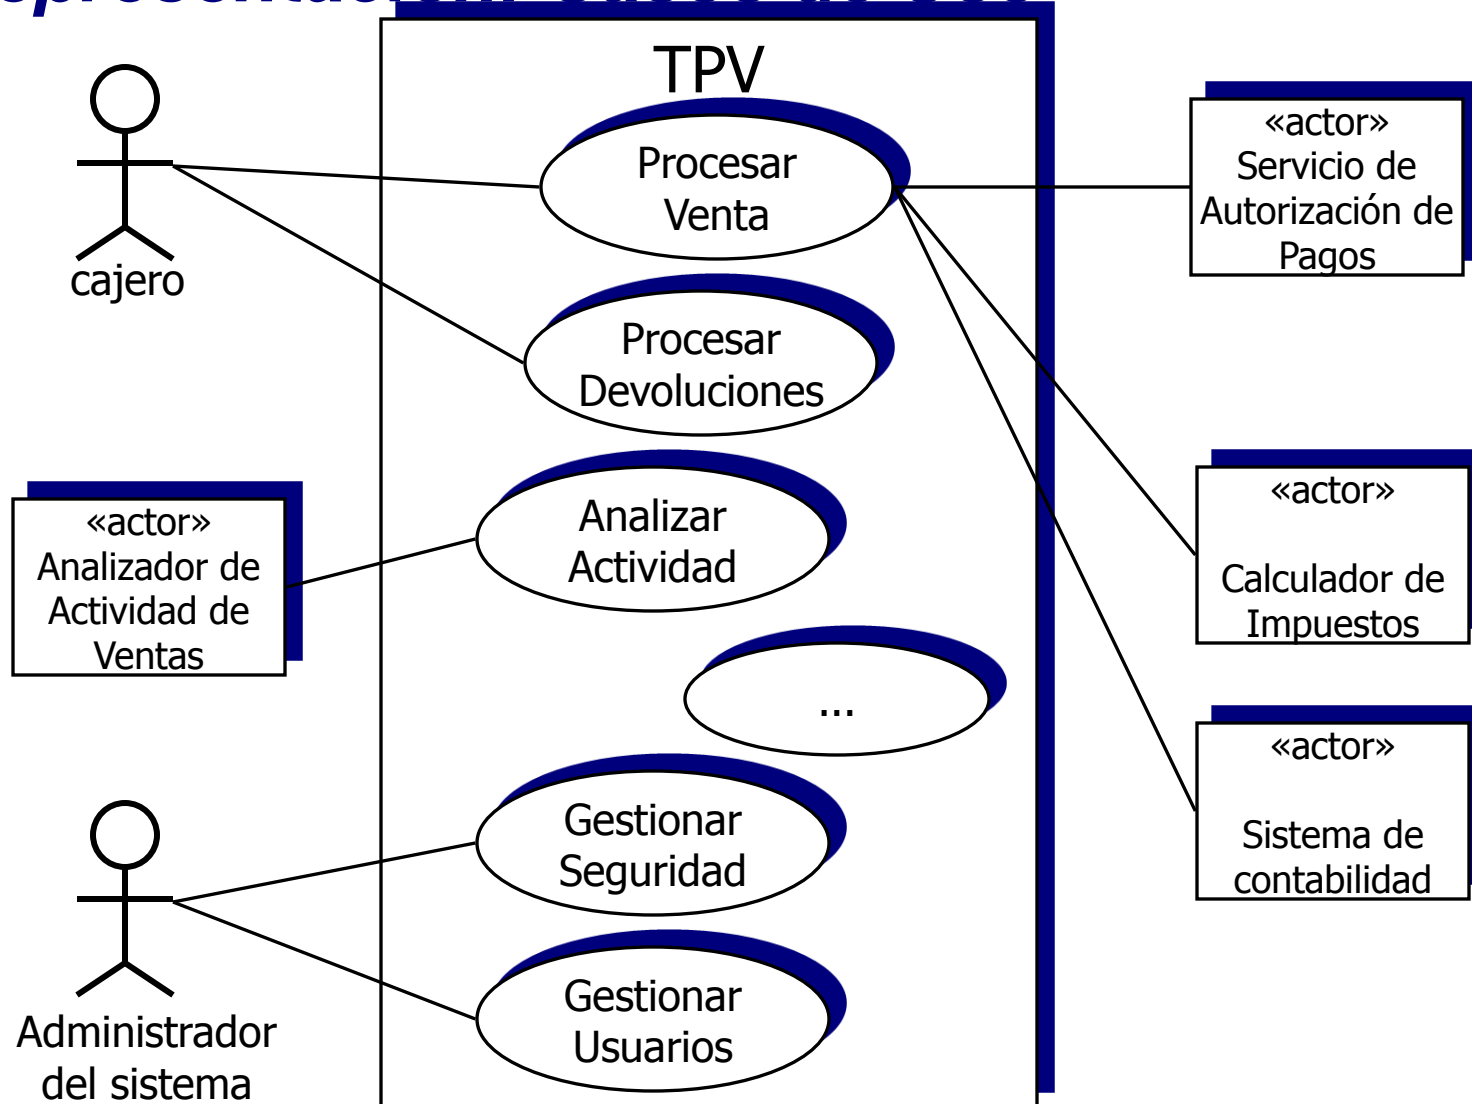 TPV
cajero
Procesar
Venta
«actor»
Servicio de
Autorización de
Pagos
Procesar
Devoluciones
«actor»
Analizador de
Actividad de
Ventas
Analizar
Actividad
«actor»
Calculador de
Impuestos
...
«actor»
Sistema de
contabilidad
Gestionar
Seguridad
Administrador
del sistema
Gestionar
Usuarios